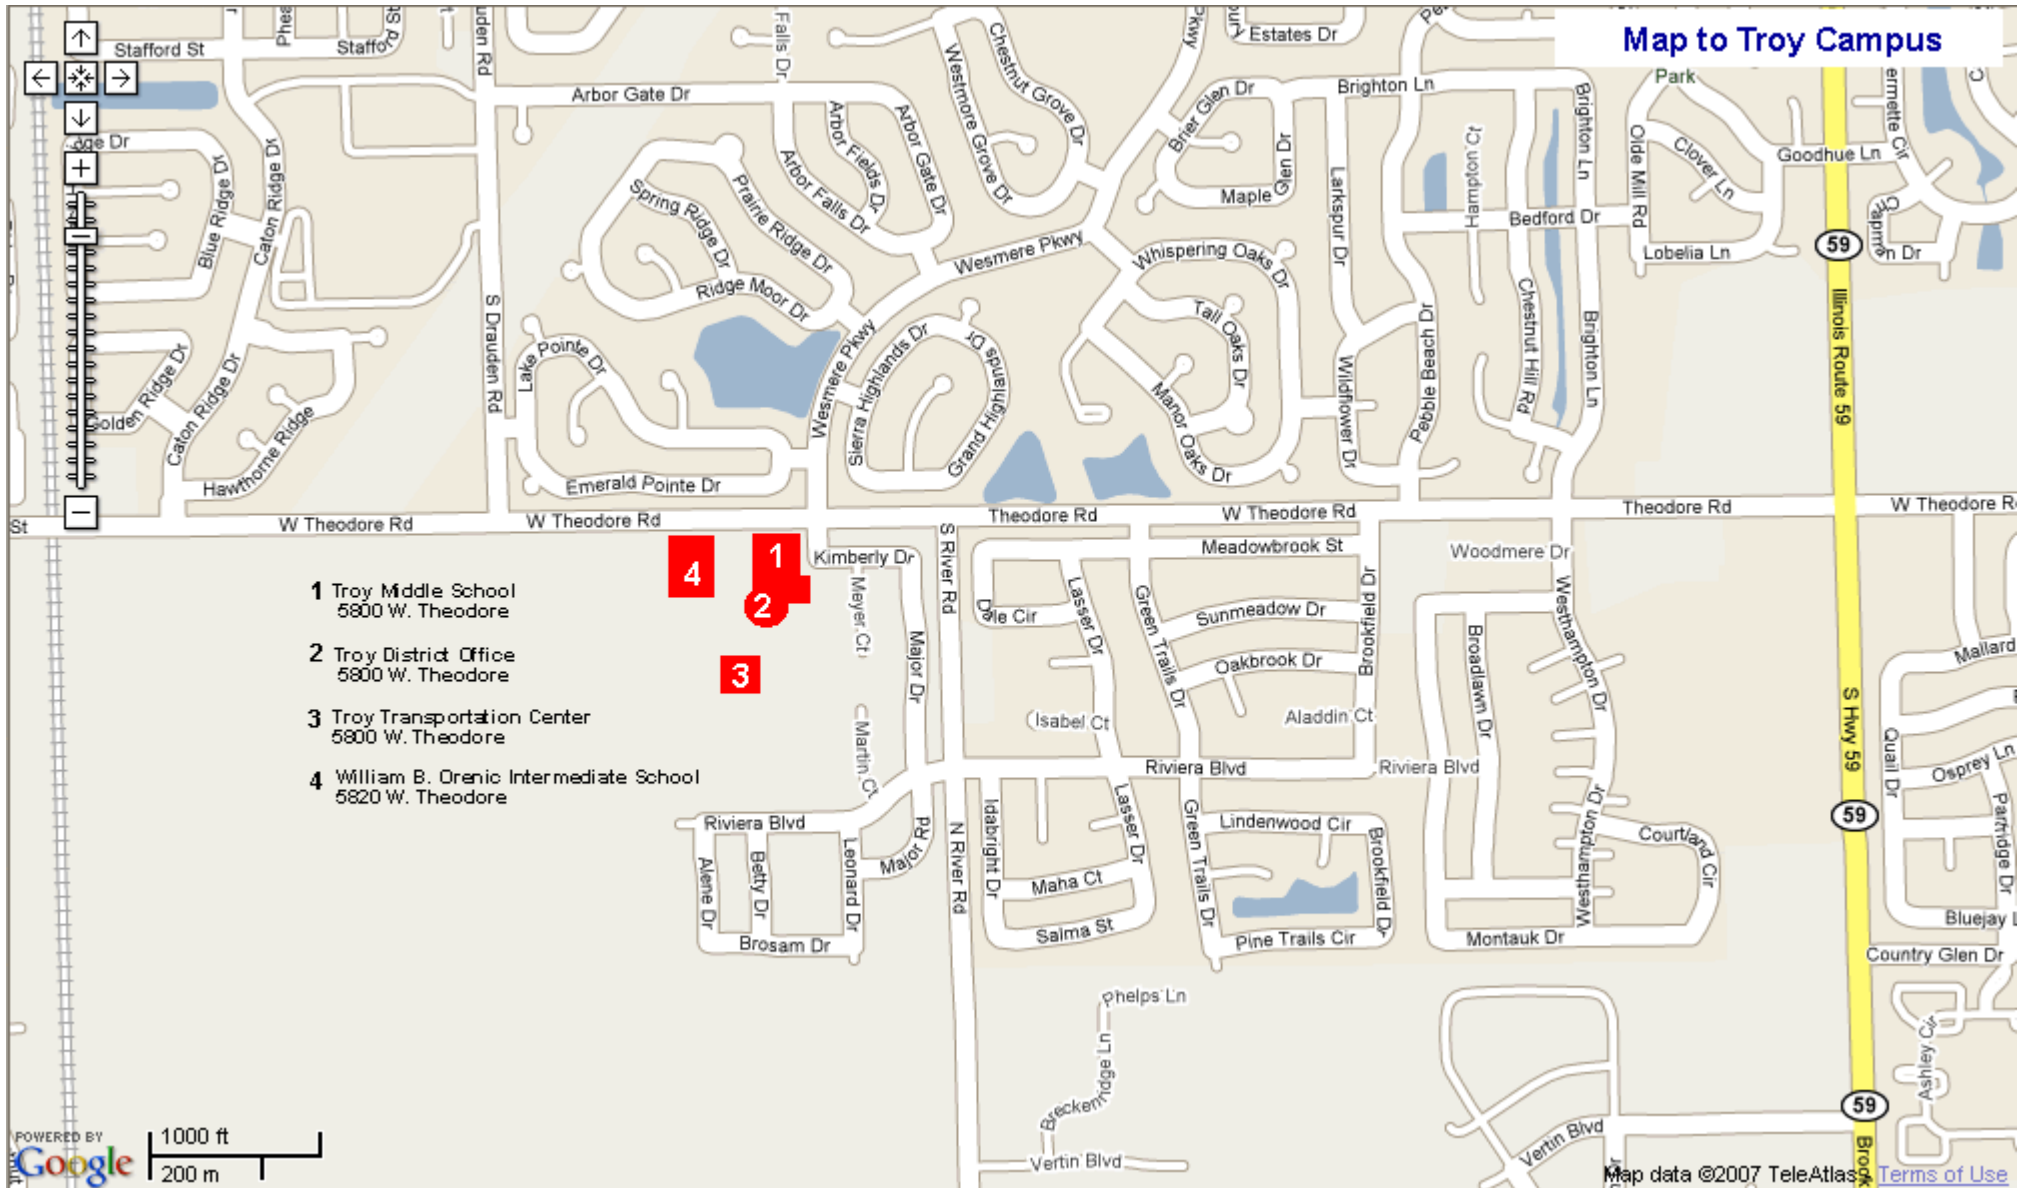 Map to Troy Campus
Stafford St
Stafford St
Falls Dr
Estates Dr
Park
Arbor Gate Dr
Westmore Grove Dr
Chestnut Grove Dr
Pkwy
Brier Glen Dr
Brighton Ln
Brighton Ln
Hampton Ct
Olde Mill Rd
Clover Ln
Goodhue Ln
Blue Ridge Dr
Caton Ridge Dr
Arbor Fields Dr
Arbor Gate Dr
Arbor Falls Dr
Maple Glen Dr
Larkspur Dr
Bedford Dr
Lobelia Ln
59
Spring Ridge Dr
Prairie Ridge Dr
Ridge Moor Dr
Wesmere Pkwy
Whispering Oaks Dr
Tall Oaks Dr
Chestnut Hill Rd
Brighton Ln
Illinois Route 59
S Drauden Rd
Lake Pointe Dr
Wesmere Pkwy
Sierra Highlands Dr
Grand Highlands Dr
Manor Oaks Dr
Wildflower Dr
Pebble Beach Dr
Golden Ridge Dr
Caton Ridge Dr
Hawthorne Ridge
Emerald Pointe Dr
St
W Theodore Rd
W Theodore Rd
Theodore Rd
W Theodore Rd
Theodore Rd
W Theodore Rd
4
1
2
3
Kimberly Dr
Meyer Ct
Major Dr
S River Rd
Meadowbrook St
Woodmere Dr
1 Troy Middle School
5800 W. Theodore
2 Troy District Office
5800 W. Theodore
3 Troy Transportation Center
5800 W. Theodore
4 William B. Orenic Intermediate School
5820 W. Theodore
Dale Cir
Lasser Dr
Green Trails Dr
Sunmeadow Dr
Oakbrook Dr
Brookfield Dr
Broadlawn Dr
Westhampton Dr
Mallard
Isabel Ct
Aladdin Ct
Martin Ct
Riviera Blvd
Riviera Blvd
S Hwy 59
Quail Dr
Osprey Ln
Partridge Dr
59
Riviera Blvd
Alene Dr
Betty Dr
Leonard Dr
Major Rd
N River Rd
Idabright Dr
Lasser Dr
Maha Ct
Salma St
Green Trails Dr
Lindenwood Cir
Brookfield Dr
Pine Trails Cir
Westhampton Dr
Courtland Cir
Montauk Dr
Brosam Dr
Bluejay L
Country Glen Dr
Phelps Ln
Breckenridge Ln
Ashley Cir
59
Vertin Blvd
Vertin Blvd
POWERED BY
Google
1000 ft
200 m
Map data ©2007 TeleAtlas
Terms of Use